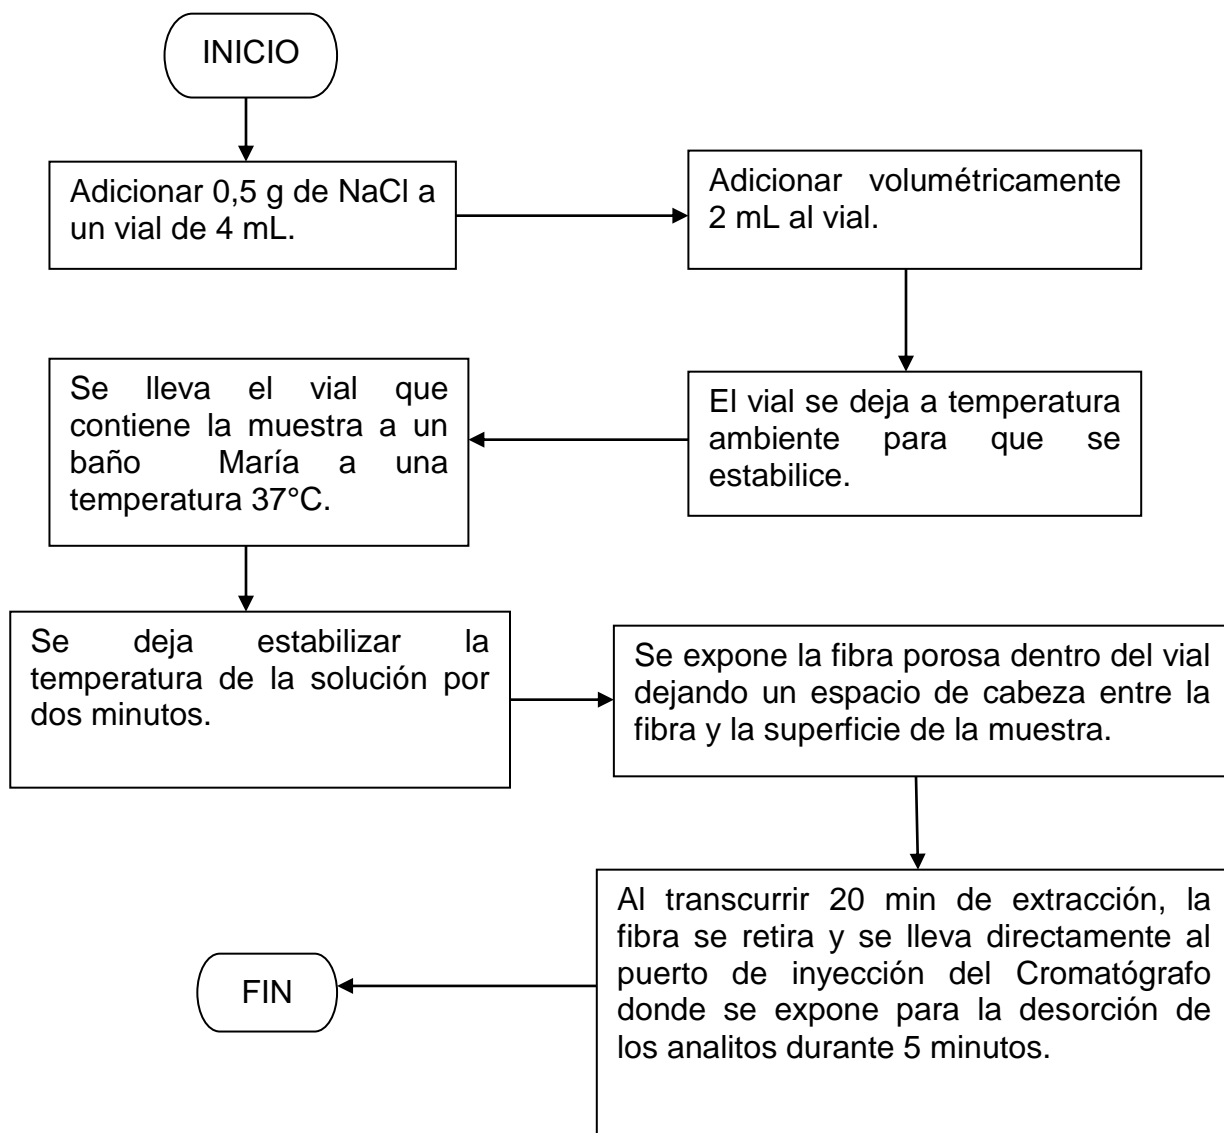 INICIO
Adicionar 0,5 g de NaCl a
un vial de 4 mL.
Adicionar volumétricamente
2 mL al vial.
El vial se deja a temperatura
ambiente para que se
estabilice.
Se lleva el vial que
contiene la muestra a un
baño María a una
temperatura 37°C.
Se deja estabilizar la
temperatura de la solución por
dos minutos.
Se expone la fibra porosa dentro del vial
dejando un espacio de cabeza entre la
fibra y la superficie de la muestra.
Al transcurrir 20 min de extracción, la
fibra se retira y se lleva directamente al
puerto de inyección del Cromatógrafo
donde se expone para la desorción de
los analitos durante 5 minutos.
FIN